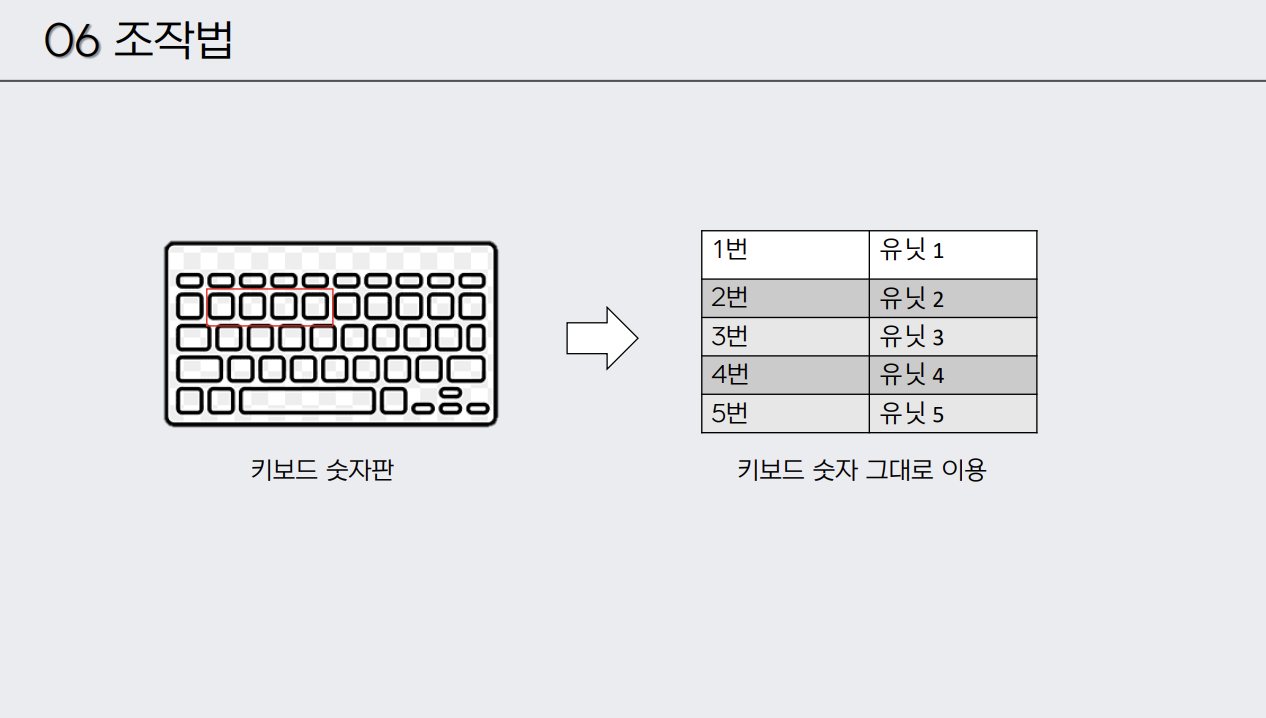 06 조작법
1번 유닛 1
2번 유닛 2
3번 유닛 3
4번 유닛 4
5번 유닛 5
키보드 숫자판
키보드 숫자 그대로 이용